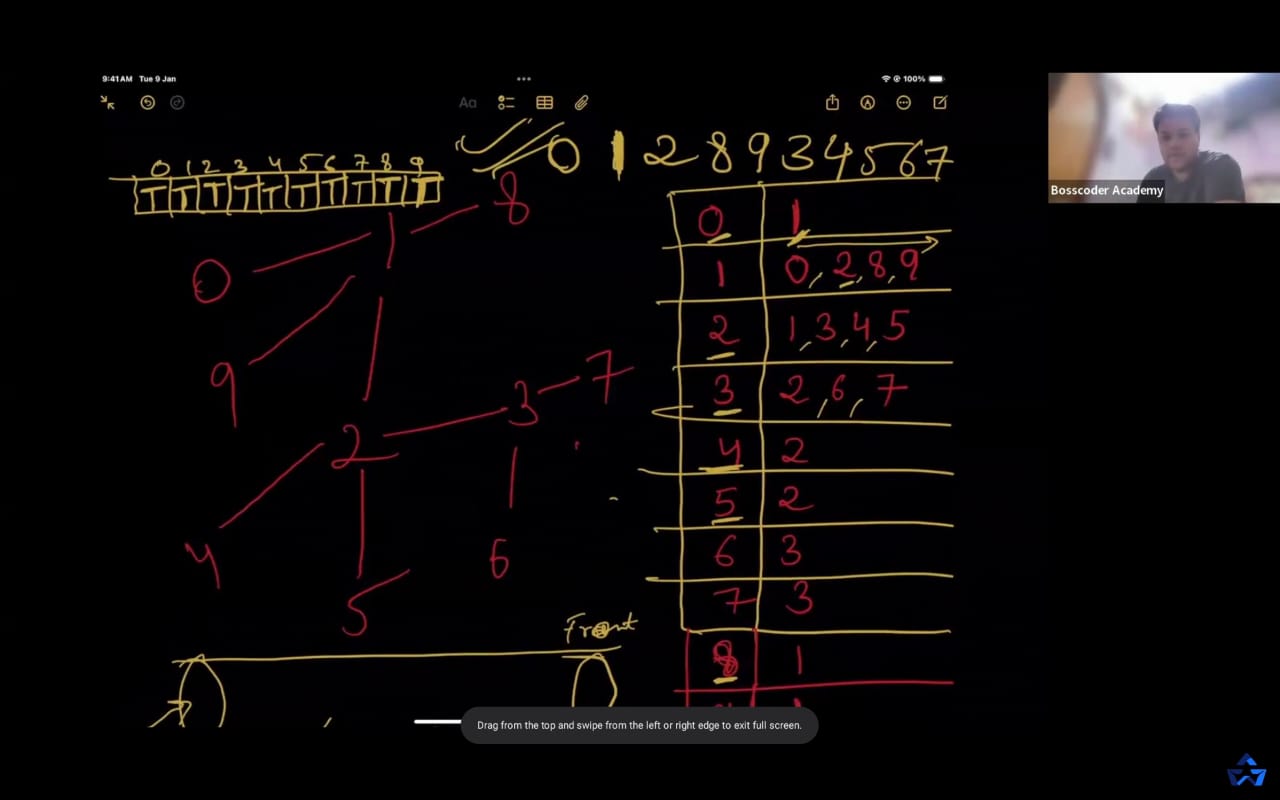 9:41AM Tue 9 Jan
100%
Aa
0 1 2 8 9 3 4 5 6 7
0 1 2 3 4 5 6 7 8 9
T T T T T T T T T T
Bosscoder Academy
8
1
0
9
7
3
2
4
6
5
0 1
1 0, 2, 8, 9
2 1, 3, 4, 5
3 2, 6, 7
4 2
5 2
6 3
7 3
8 1
Front
Drag from the top and swipe from the left or right edge to exit full screen.